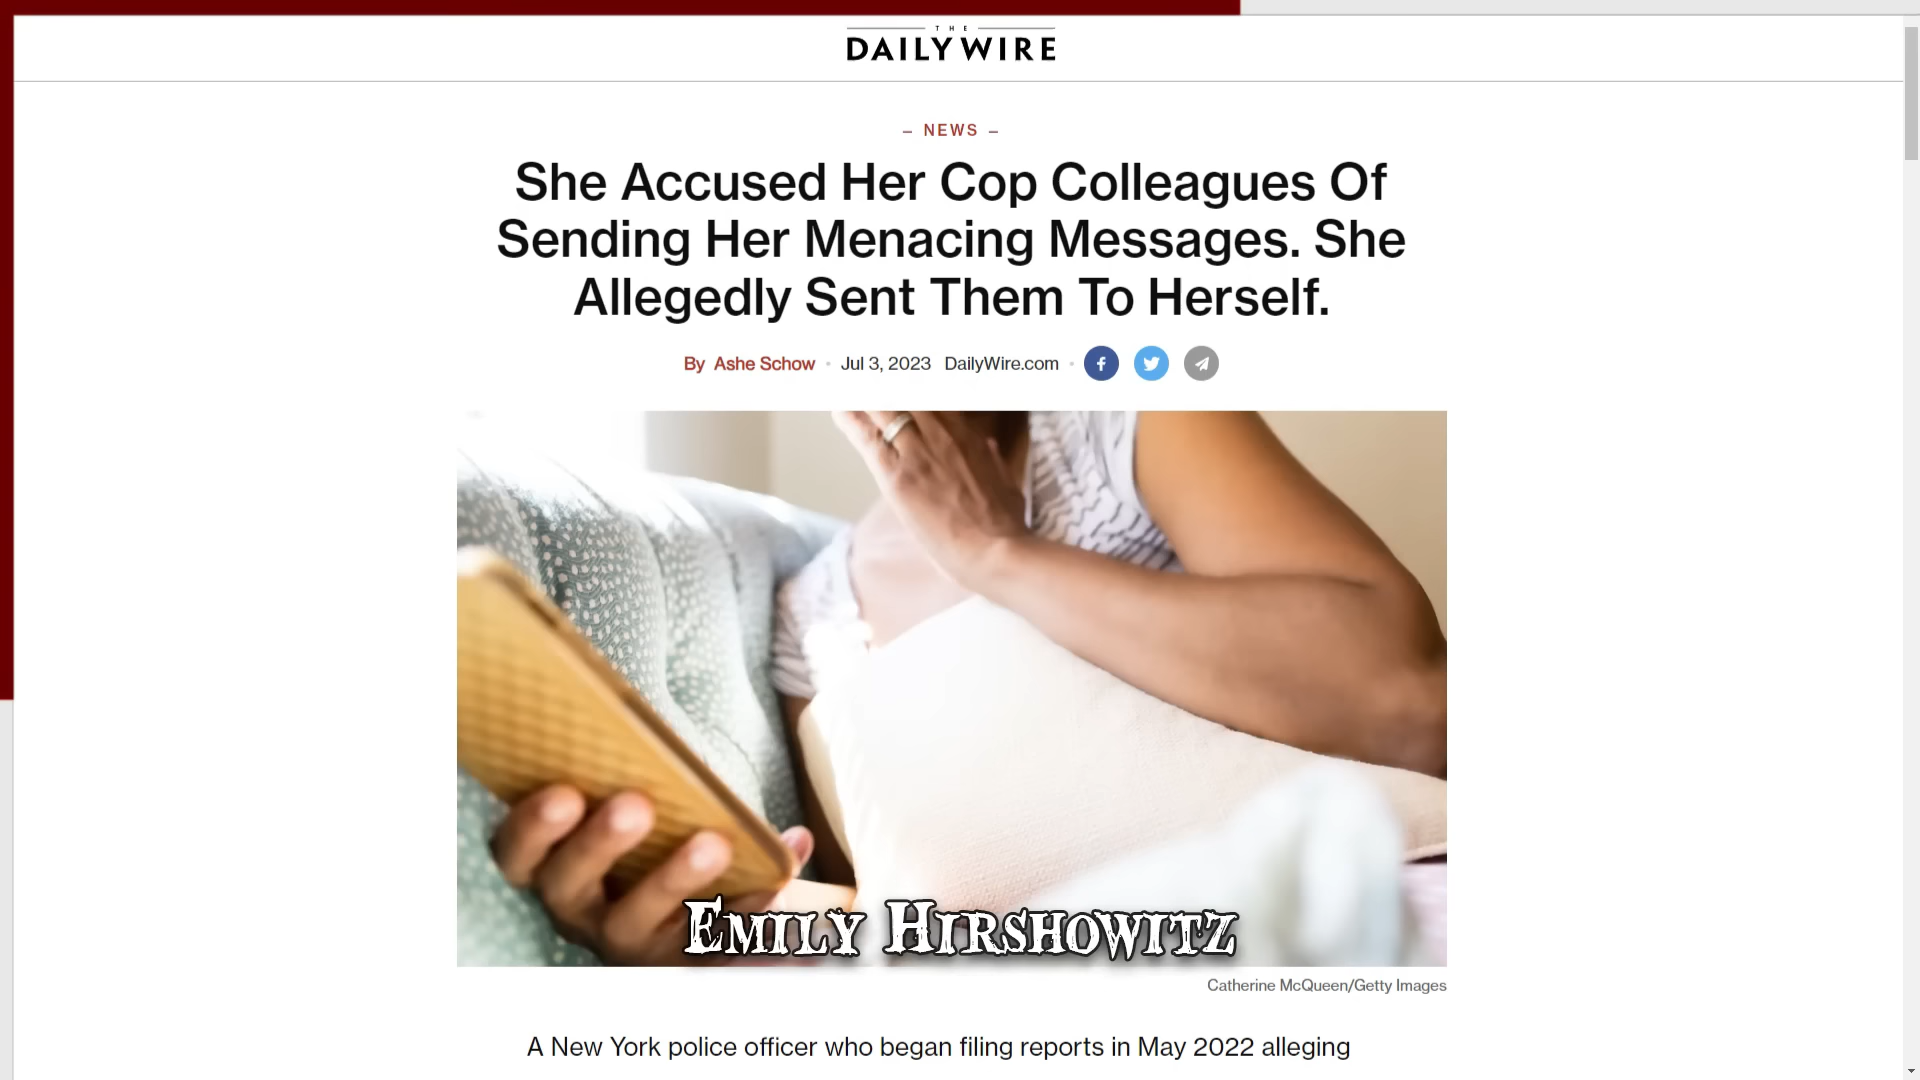 THE
DAILY WIRE
– NEWS –
She Accused Her Cop Colleagues Of
Sending Her Menacing Messages. She
Allegedly Sent Them To Herself.
By Ashe Schow • Jul 3, 2023 DailyWire.com •
Emily Hirshowitz
Catherine McQueen/Getty Images
A New York police officer who began filing reports in May 2022 alleging